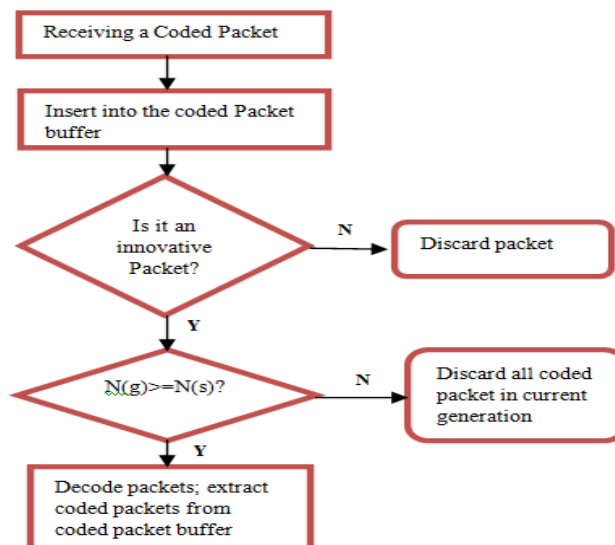 Receiving a Coded Packet
Insert into the coded Packet
buffer
Is it an
innovative
Packet?
N
Discard packet
Y
N(g)>=N(s)?
N
Discard all coded
packet in current
generation
Y
Decode packets; extract
coded packets from
coded packet buffer